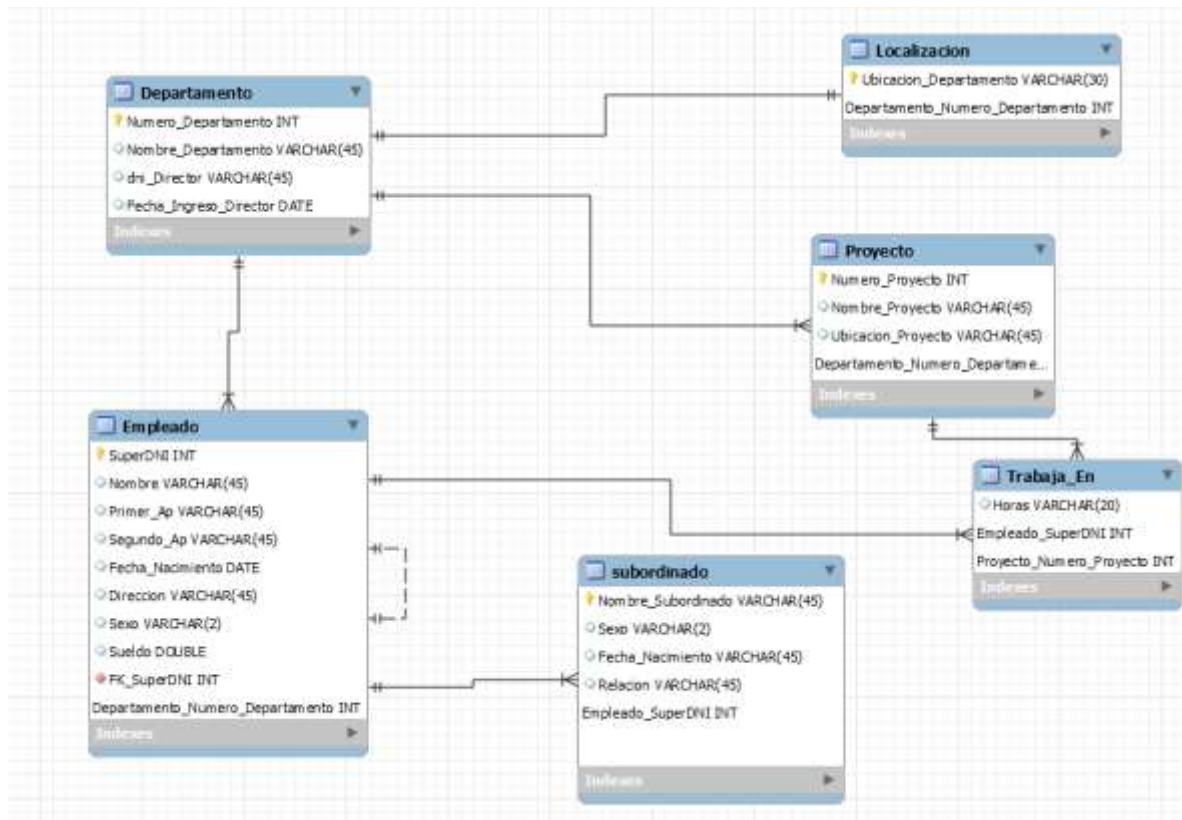 Departamento
Numero_Departamento INT
Nombre_Departamento VARCHAR(45)
dni_Director VARCHAR(45)
Fecha_Ingreso_Director DATE
Indexes
Localizacion
Ubicacion_Departamento VARCHAR(30)
Departamento_Numero_Departamento INT
Indexes
Proyecto
Numero_Proyecto INT
Nombre_Proyecto VARCHAR(45)
Ubicacion_Proyecto VARCHAR(45)
Departamento_Numero_Departame...
Indexes
Empleado
SuperDNI INT
Nombre VARCHAR(45)
Primer_Ap VARCHAR(45)
Segundo_Ap VARCHAR(45)
Fecha_Nacimiento DATE
Direccion VARCHAR(45)
Sexo VARCHAR(2)
Sueldo DOUBLE
FK_SuperDNI INT
Departamento_Numero_Departamento INT
Indexes
Trabaja_En
Horas VARCHAR(20)
Empleado_SuperDNI INT
Proyecto_Numero_Proyecto INT
Indexes
subordinado
Nombre_Subordinado VARCHAR(45)
Sexo VARCHAR(2)
Fecha_Nacimiento VARCHAR(45)
Relacion VARCHAR(45)
Empleado_SuperDNI INT
Indexes